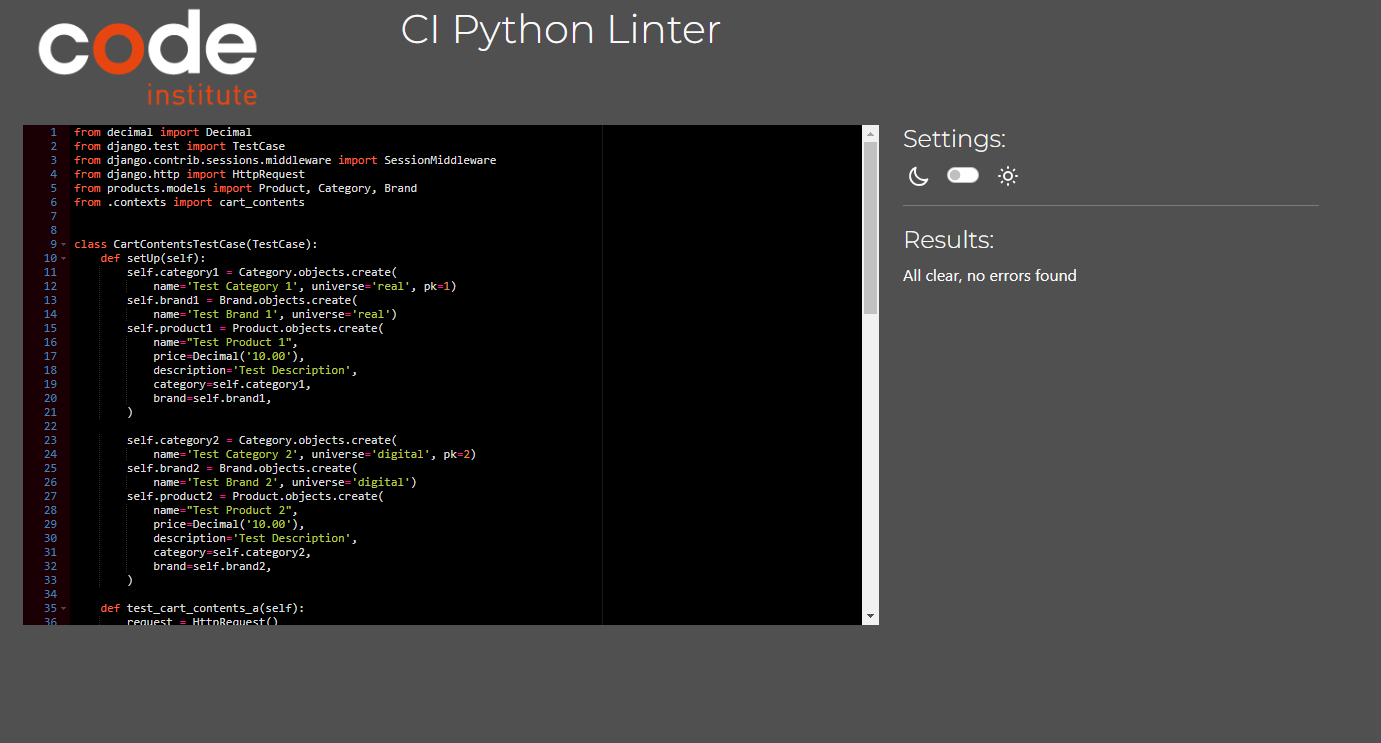 code
institute
CI Python Linter
1 from decimal import Decimal
2 from django.test import TestCase
3 from django.contrib.sessions.middleware import SessionMiddleware
4 from django.http import HttpRequest
5 from products.models import Product, Category, Brand
6 from .contexts import cart_contents
7
8
9 class CartContentsTestCase(TestCase):
10     def setUp(self):
11         self.category1 = Category.objects.create(
12             name='Test Category 1', universe='real', pk=1)
13         self.brand1 = Brand.objects.create(
14             name='Test Brand 1', universe='real')
15         self.product1 = Product.objects.create(
16             name="Test Product 1",
17             price=Decimal('10.00'),
18             description='Test Description',
19             category=self.category1,
20             brand=self.brand1,
21         )
22
23         self.category2 = Category.objects.create(
24             name='Test Category 2', universe='digital', pk=2)
25         self.brand2 = Brand.objects.create(
26             name='Test Brand 2', universe='digital')
27         self.product2 = Product.objects.create(
28             name="Test Product 2",
29             price=Decimal('10.00'),
30             description='Test Description',
31             category=self.category2,
32             brand=self.brand2,
33         )
34
35     def test_cart_contents_a(self):
36         request = HttpRequest()
Settings:
Results:
All clear, no errors found